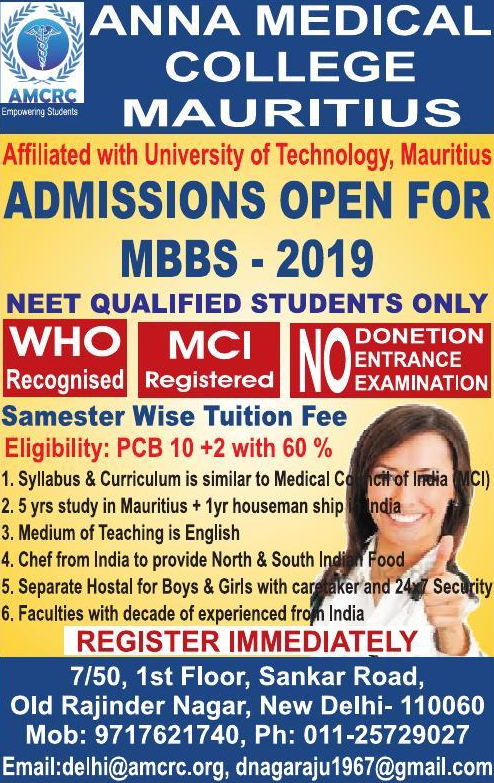 ANNA MEDICAL
COLLEGE
MAURITIUS
AMCRC
Empowering Students
Affiliated with University of Technology, Mauritius
ADMISSIONS OPEN FOR
MBBS - 2019
NEET QUALIFIED STUDENTS ONLY
WHO
Recognised
MCI
Registered
NO
DONETION
ENTRANCE
EXAMINATION
Samester Wise Tuition Fee
Eligibility: PCB 10 +2 with 60 %
1. Syllabus & Curriculum is similar to Medical Council of India (MCI)
2. 5 yrs study in Mauritius + 1yr houseman ship in India
3. Medium of Teaching is English
4. Chef from India to provide North & South Indian Food
5. Separate Hostal for Boys & Girls with caretaker and 24x7 Security
6. Faculties with decade of experienced from India
REGISTER IMMEDIATELY
7/50, 1st Floor, Sankar Road,
Old Rajinder Nagar, New Delhi- 110060
Mob: 9717621740, Ph: 011-25729027
Email:delhi@amcrc.org, dnagaraju1967@gmail.com